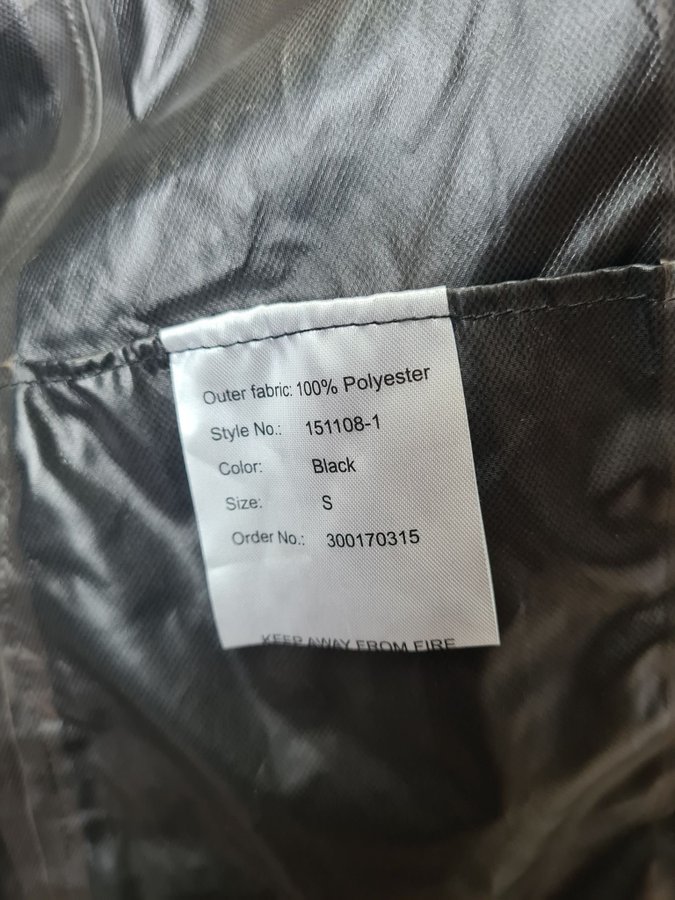 Outer fabric: 100% Polyester
Style No.: 151108-1
Color: Black
Size: S
Order No.: 300170315
KEEP AWAY FROM FIRE